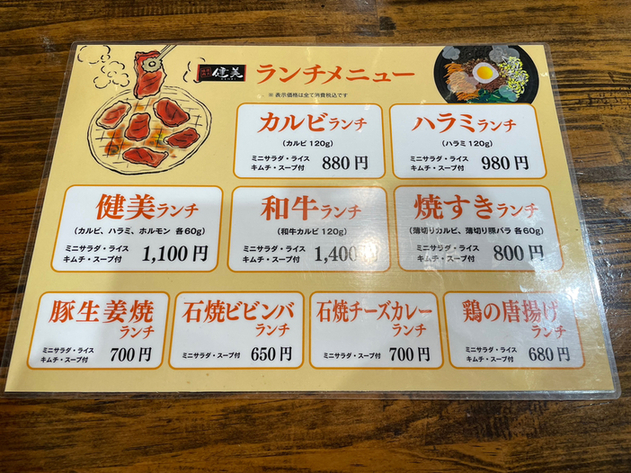 健美
ランチメニュー
※ 表示価格は全て消費税込です
カルビランチ
(カルビ 120g)
ミニサラダ・ライス
キムチ・スープ付
880円
ハラミランチ
(ハラミ 120g)
ミニサラダ・ライス
キムチ・スープ付
980円
健美ランチ
(カルビ、ハラミ、ホルモン 各60g)
ミニサラダ・ライス
キムチ・スープ付
1,100円
和牛ランチ
(和牛カルビ 120g)
ミニサラダ・ライス
キムチ・スープ付
1,400円
焼すきランチ
(薄切りカルビ、薄切り豚バラ 各60g)
ミニサラダ・ライス
キムチ・スープ付
800円
豚生姜焼
ランチ
ミニサラダ・ライス
キムチ・スープ付
700円
石焼ビビンバ
ランチ
ミニサラダ・スープ付
650円
石焼チーズカレー
ランチ
ミニサラダ・スープ付
700円
鶏の唐揚げ
ランチ
ミニサラダ・ライス
キムチ・スープ付
680円